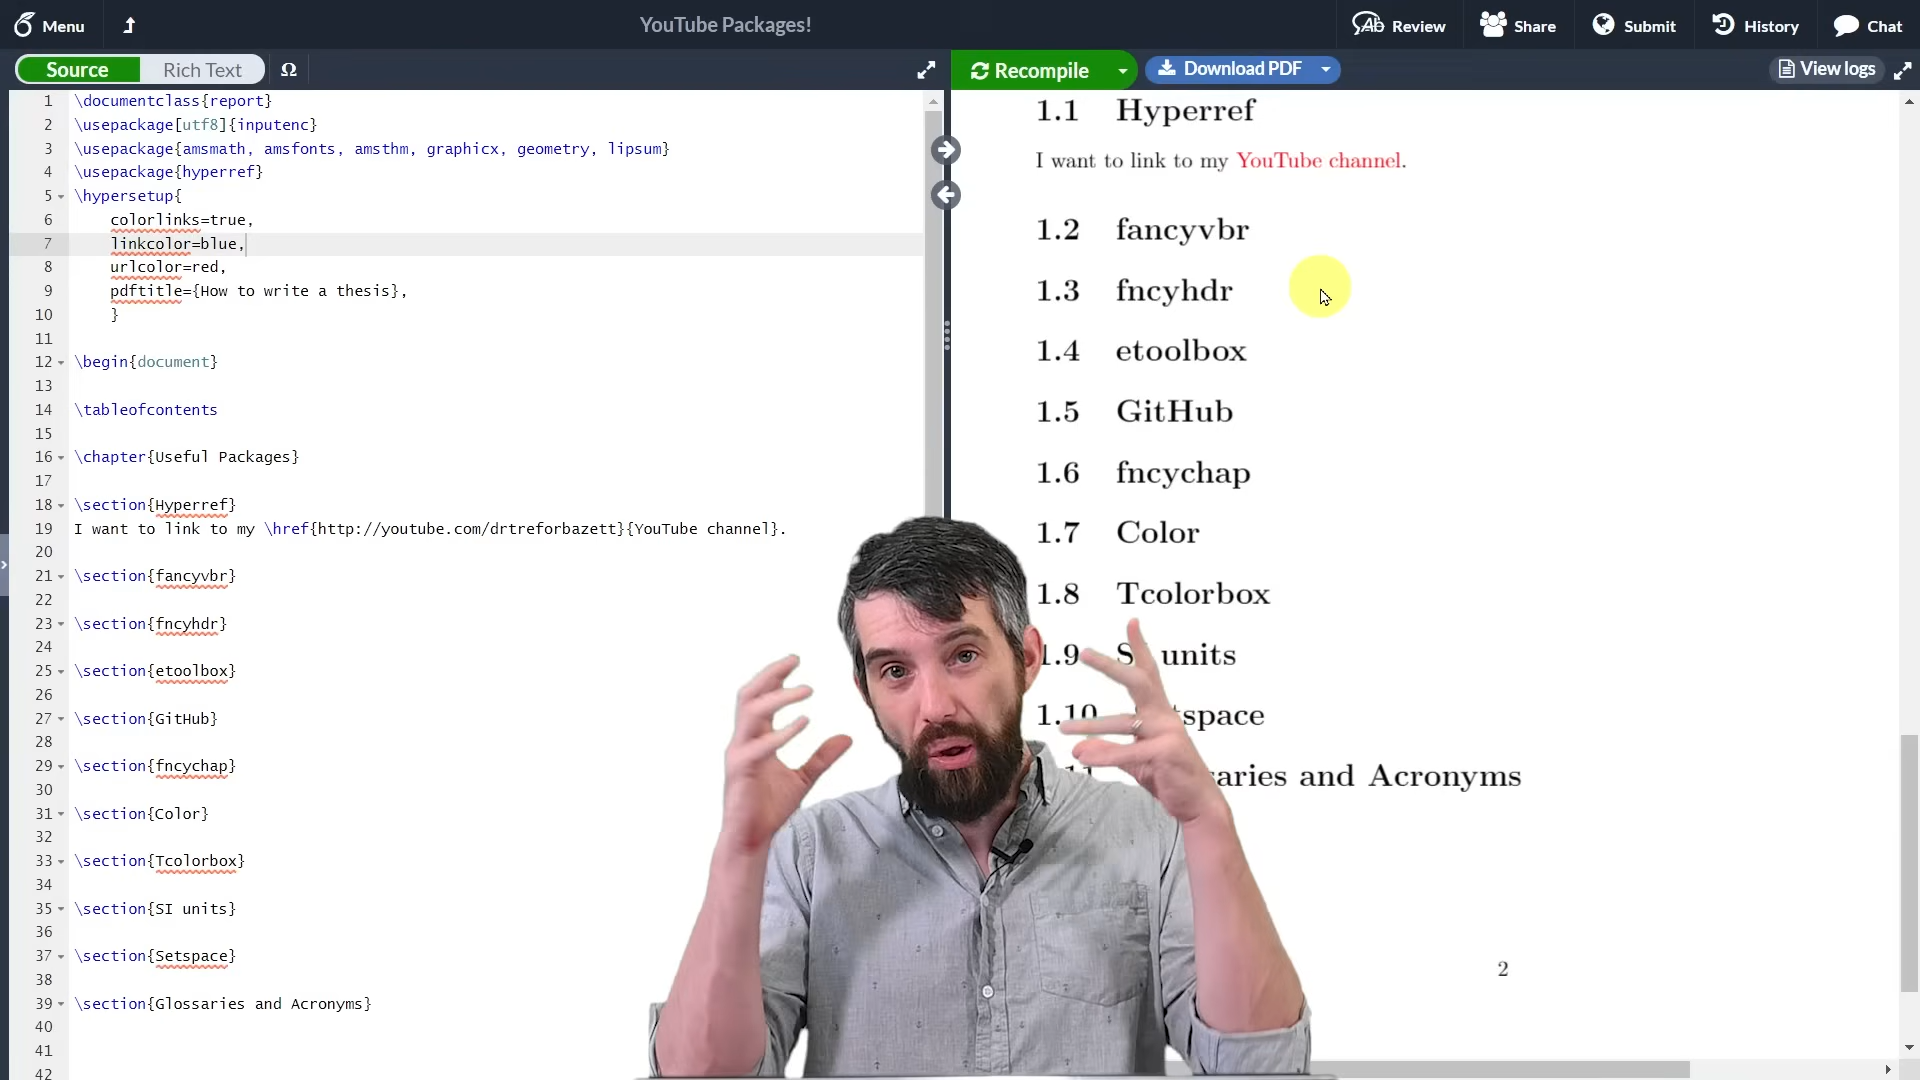 Menu
YouTube Packages!
Review
Share
Submit
History
Chat
Source
Rich Text
Ω
Recompile
Download PDF
View logs
1 \documentclass{report}
2 \usepackage[utf8]{inputenc}
3 \usepackage{amsmath, amsfonts, amsthm, graphicx, geometry, lipsum}
4 \usepackage{hyperref}
5 \hypersetup{
6 colorlinks=true,
7 linkcolor=blue,
8 urlcolor=red,
9 pdftitle={How to write a thesis},
10 }
11
12 \begin{document}
13
14 \tableofcontents
15
16 \chapter{Useful Packages}
17
18 \section{Hyperref}
19 I want to link to my \href{http://youtube.com/drtreforbazett}{YouTube channel}.
20
21 \section{fancyvbr}
22
23 \section{fncyhdr}
24
25 \section{etoolbox}
26
27 \section{GitHub}
28
29 \section{fncychap}
30
31 \section{Color}
32
33 \section{Tcolorbox}
34
35 \section{SI units}
36
37 \section{Setspace}
38
39 \section{Glossaries and Acronyms}
40
41
42
1.1 Hyperref
I want to link to my YouTube channel.
1.2 fancyvbr
1.3 fncyhdr
1.4 etoolbox
1.5 GitHub
1.6 fncychap
1.7 Color
1.8 Tcolorbox
1.9 units
1.10
and Acronyms
2